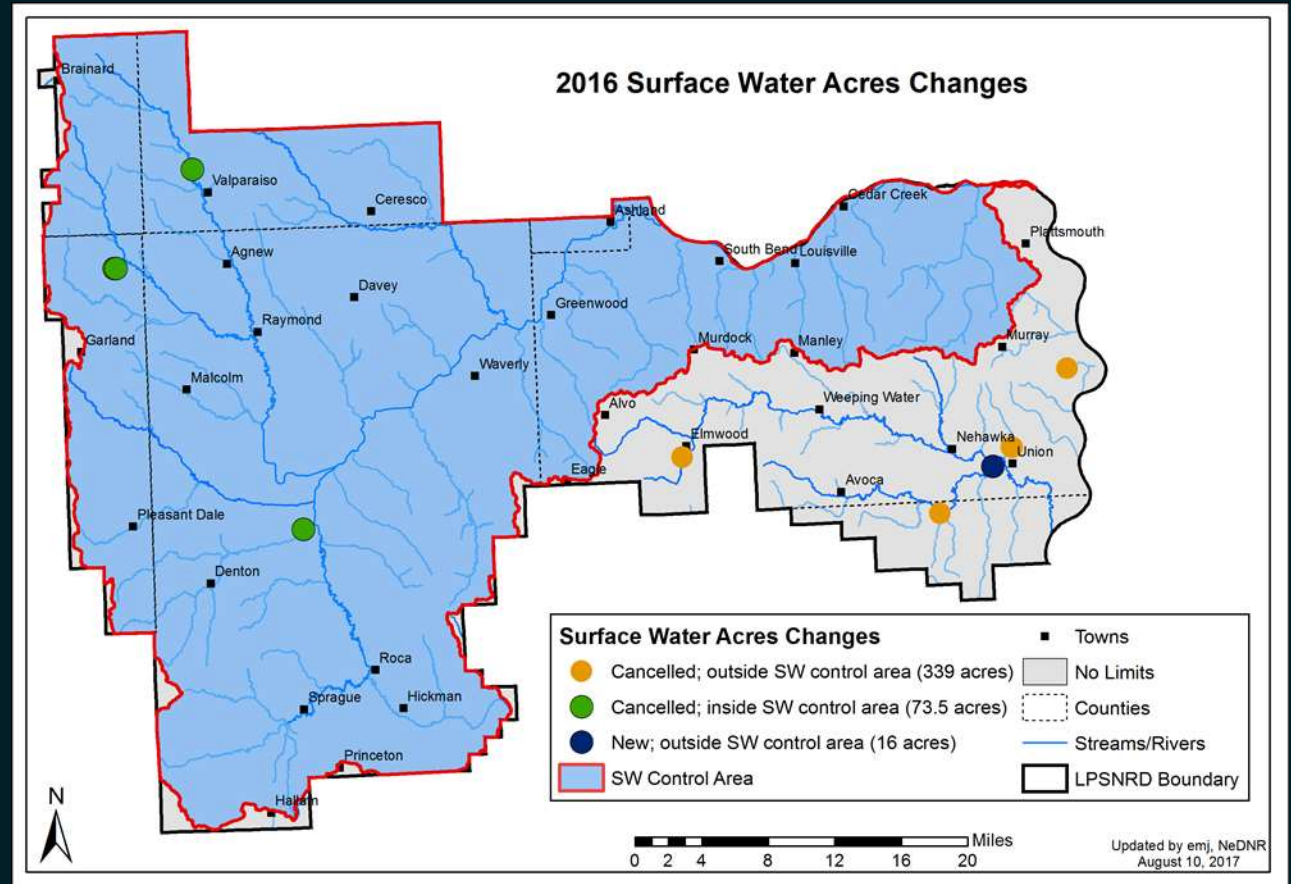 2016 Surface Water Acres Changes
Brainard
Valparaiso
Ceresco
Ashland
Cedar Creek
Plattsmouth
South Bend
Louisville
Agnew
Davey
Greenwood
Raymond
Garland
Murdock
Manley
Murray
Waverly
Malcolm
Alvo
Weeping Water
Elmwood
Nehawka
Union
Eagle
Avoca
Pleasant Dale
Denton
Roca
Sprague
Hickman
Princeton
Hallam
Surface Water Acres Changes
Cancelled; outside SW control area (339 acres)
Cancelled; inside SW control area (73.5 acres)
New; outside SW control area (16 acres)
SW Control Area
Towns
No Limits
Counties
Streams/Rivers
LPSNRD Boundary
N
Miles
0 2 4 8 12 16 20
Updated by emj, NeDNR
August 10, 2017